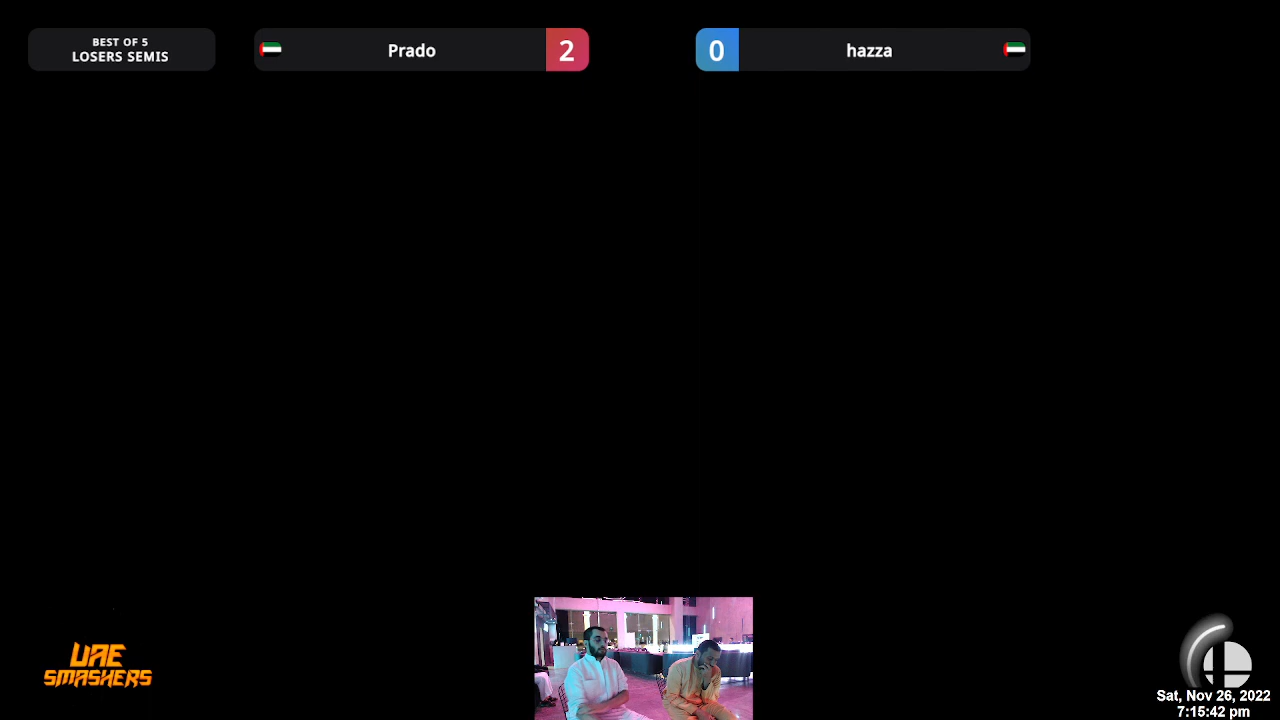 BEST OF 5
LOSERS SEMIS
Prado
2
0
hazza
UAE
SMASHERS
Sat, Nov 26, 2022
7:15:42 pm